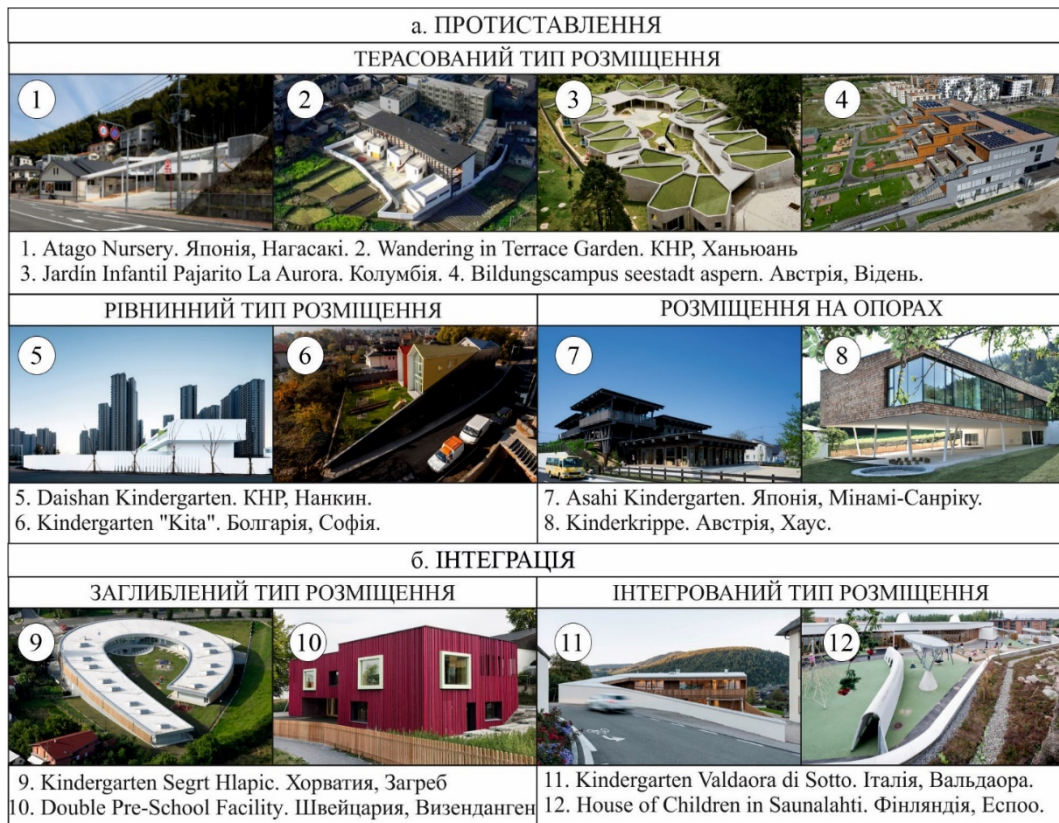 а. ПРОТИСТАВЛЕННЯ
ТЕРАСОВАНИЙ ТИП РОЗМІЩЕННЯ
1
2
3
4
1. Atago Nursery. Японія, Нагасакі. 2. Wandering in Terrace Garden. КНР, Ханьюань
3. Jardín Infantil Pajarito La Aurora. Колумбія. 4. Bildungscampus seestadt aspern. Австрія, Відень.
РІВНИННИЙ ТИП РОЗМІЩЕННЯ
5
6
5. Daishan Kindergarten. КНР, Нанкин.
6. Kindergarten "Kita". Болгарія, Софія.
РОЗМІЩЕННЯ НА ОПОРАХ
7
8
7. Asahi Kindergarten. Японія, Мінамі-Санріку.
8. Kinderkrippe. Австрія, Хаус.
б. ІНТЕГРАЦІЯ
ЗАГЛИБЛЕНИЙ ТИП РОЗМІЩЕННЯ
9
10
9. Kindergarten Segrt Hlapic. Хорватия, Загреб
10. Double Pre-School Facility. Швейцария, Визенданген
ІНТЕГРОВАНИЙ ТИП РОЗМІЩЕННЯ
11
12
11. Kindergarten Valdaora di Sotto. Італія, Вальдаора.
12. House of Children in Saunalahti. Фінляндія, Еспоо.